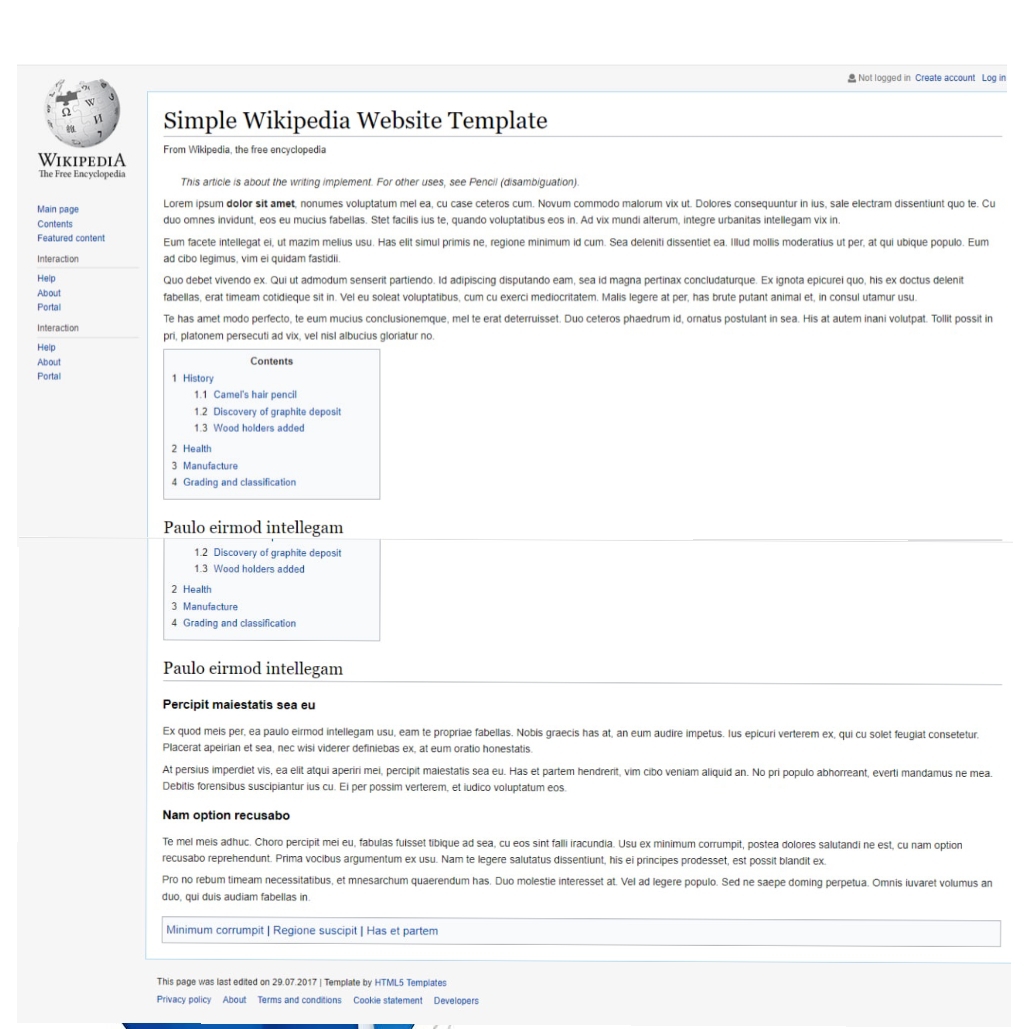 Not logged in Create account Log in
WIKIPEDIA
The Free Encyclopedia
Main page
Contents
Featured content
Interaction
Help
About
Portal
Interaction
Help
About
Portal
Simple Wikipedia Website Template
From Wikipedia, the free encyclopedia
This article is about the writing implement. For other uses, see Pencil (disambiguation).
Lorem ipsum dolor sit amet, nonumes voluptatum mel ea, cu case ceteros cum. Novum commodo malorum vix ut. Dolores consequuntur in ius, sale electram dissentiunt quo te. Cu
duo omnes invidunt, eos eu mucius fabellas. Stet facilis ius te, quando voluptatibus eos in. Ad vix mundi alterum, integre urbanitas intellegam vix in.
Eum facete intellegat ei, ut mazim melius usu. Has elit simul primis ne, regione minimum id cum. Sea deleniti dissentiet ea. Illud mollis moderatius ut per, at qui ubique populo. Eum
ad cibo legimus, vim ei quidam fastidii.
Quo debet vivendo ex. Qui ut admodum senserit partiendo. Id adipiscing disputando eam, sea id magna pertinax concludaturque. Ex ignota epicurei quo, his ex doctus delenit
fabellas, erat timeam cotidieque sit in. Vel eu soleat voluptatibus, cum cu exerci mediocritatem. Malis legere at per, has brute putant animal et, in consul utamur usu.
Te has amet modo perfecto, te eum mucius conclusionemque, mel te erat deterruisset. Duo ceteros phaedrum id, ornatus postulant in sea. His at autem inani volutpat. Tollit possit in
pri, platonem persecuti ad vix, vel nisl albucius gloriatur no.
Contents
1 History
1.1 Camel's hair pencil
1.2 Discovery of graphite deposit
1.3 Wood holders added
2 Health
3 Manufacture
4 Grading and classification
Paulo eirmod intellegam
1.2 Discovery of graphite deposit
1.3 Wood holders added
2 Health
3 Manufacture
4 Grading and classification
Paulo eirmod intellegam
Percipit maiestatis sea eu
Ex quod meis per, ea paulo eirmod intellegam usu, eam te propriae fabellas. Nobis graecis has at, an eum audire impetus. Ius epicuri verterem ex, qui cu solet feugiat consetetur.
Placerat apeirian et sea, nec wisi viderer definiebas ex, at eum oratio honestatis.
At persius imperdiet vis, ea elit atqui aperiri mei, percipit maiestatis sea eu. Has et partem hendrerit, vim cibo veniam aliquid an. No pri populo abhorreant, everti mandamus ne mea.
Debitis forensibus suscipiantur ius cu. Ei per possim verterem, et iudico voluptatum eos.
Nam option recusabo
Te mel meis adhuc. Choro percipit mei eu, fabulas fuisset tibique ad sea, cu eos sint falli iracundia. Usu ex minimum corrumpit, postea dolores salutandi ne est, cu nam option
recusabo reprehendunt. Prima vocibus argumentum ex usu. Nam te legere salutatus dissentiunt, his ei principes prodesset, est possit blandit ex.
Pro no rebum timeam necessitatibus, et mnesarchum quaerendum has. Duo molestie interesset at. Vel ad legere populo. Sed ne saepe doming perpetua. Omnis iuvaret volumus an
duo, qui duis audiam fabellas in.
Minimum corrumpit | Regione suscipit | Has et partem
This page was last edited on 29.07.2017 | Template by HTML5 Templates
Privacy policy About Terms and conditions Cookie statement Developers